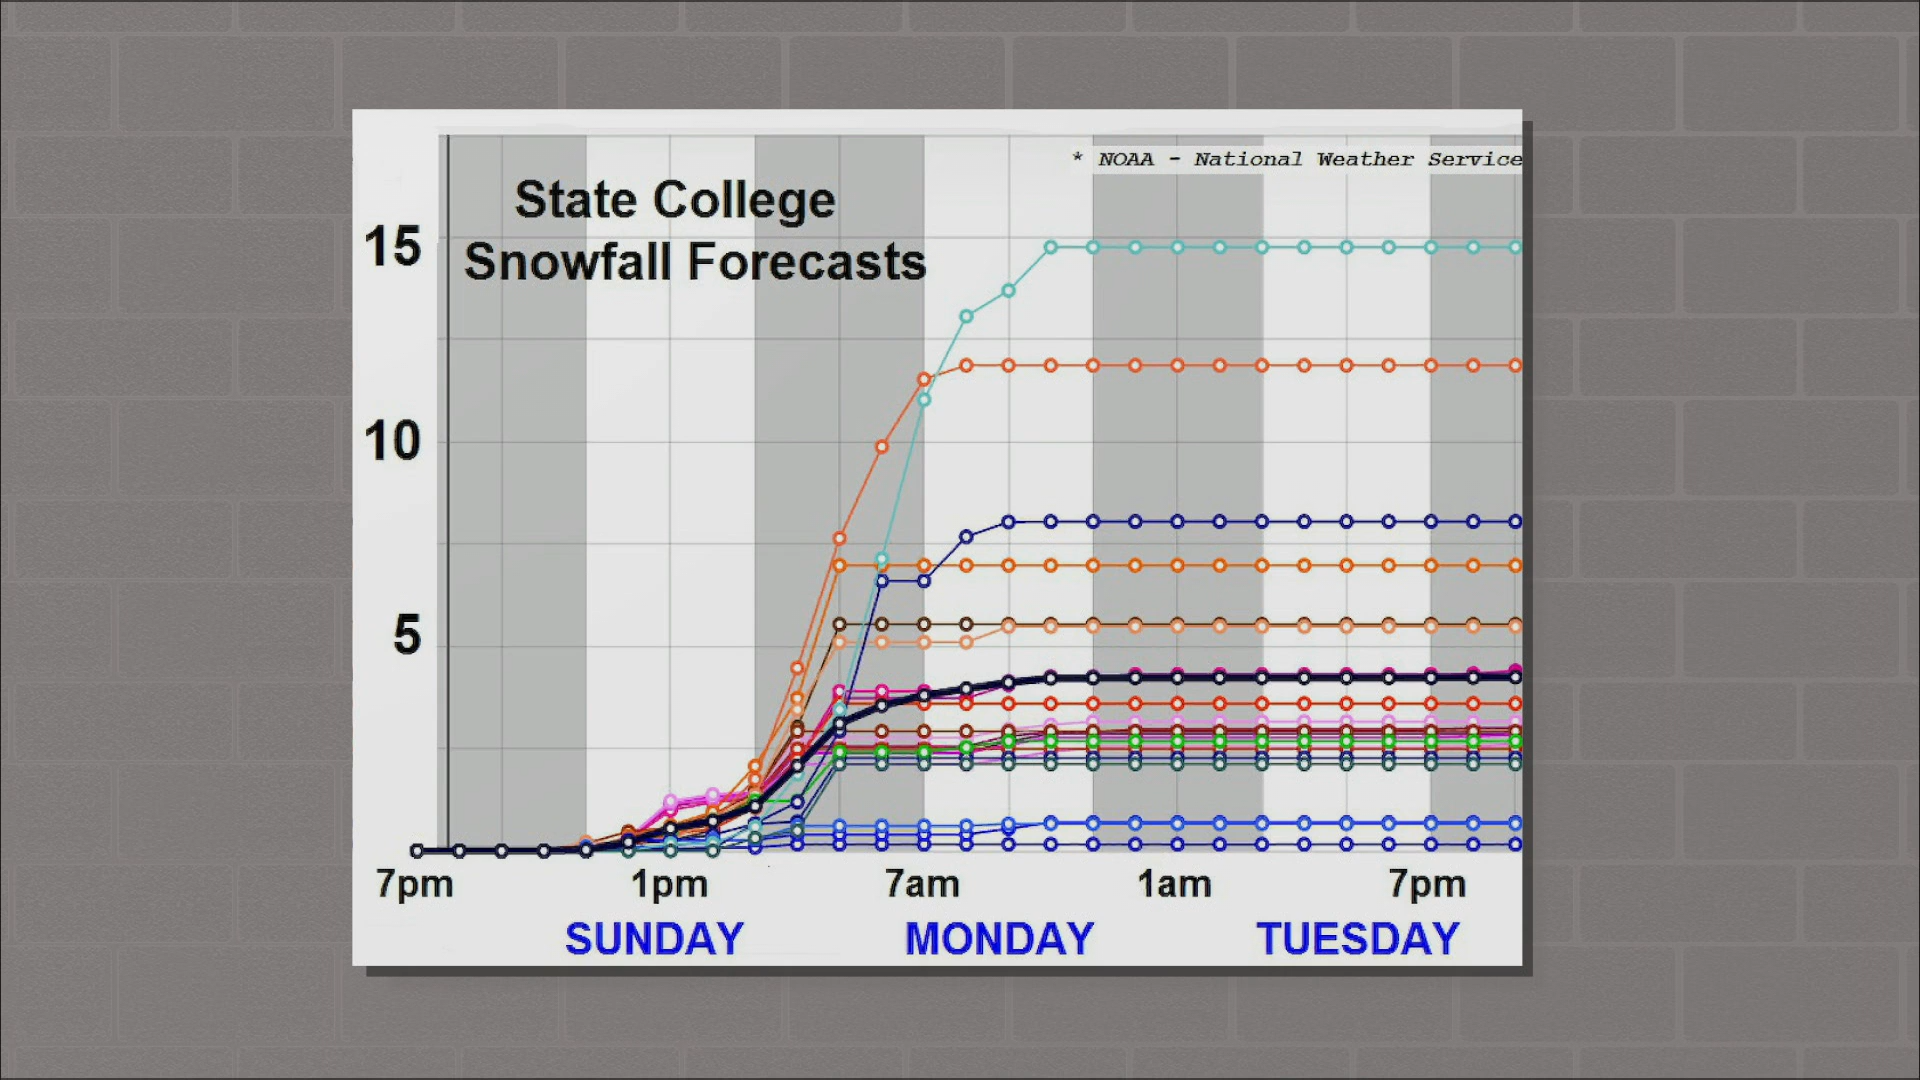 * NOAA - National Weather Service
State College
Snowfall Forecasts
15
10
5
7pm 1pm 7am 1am 7pm
SUNDAY MONDAY TUESDAY